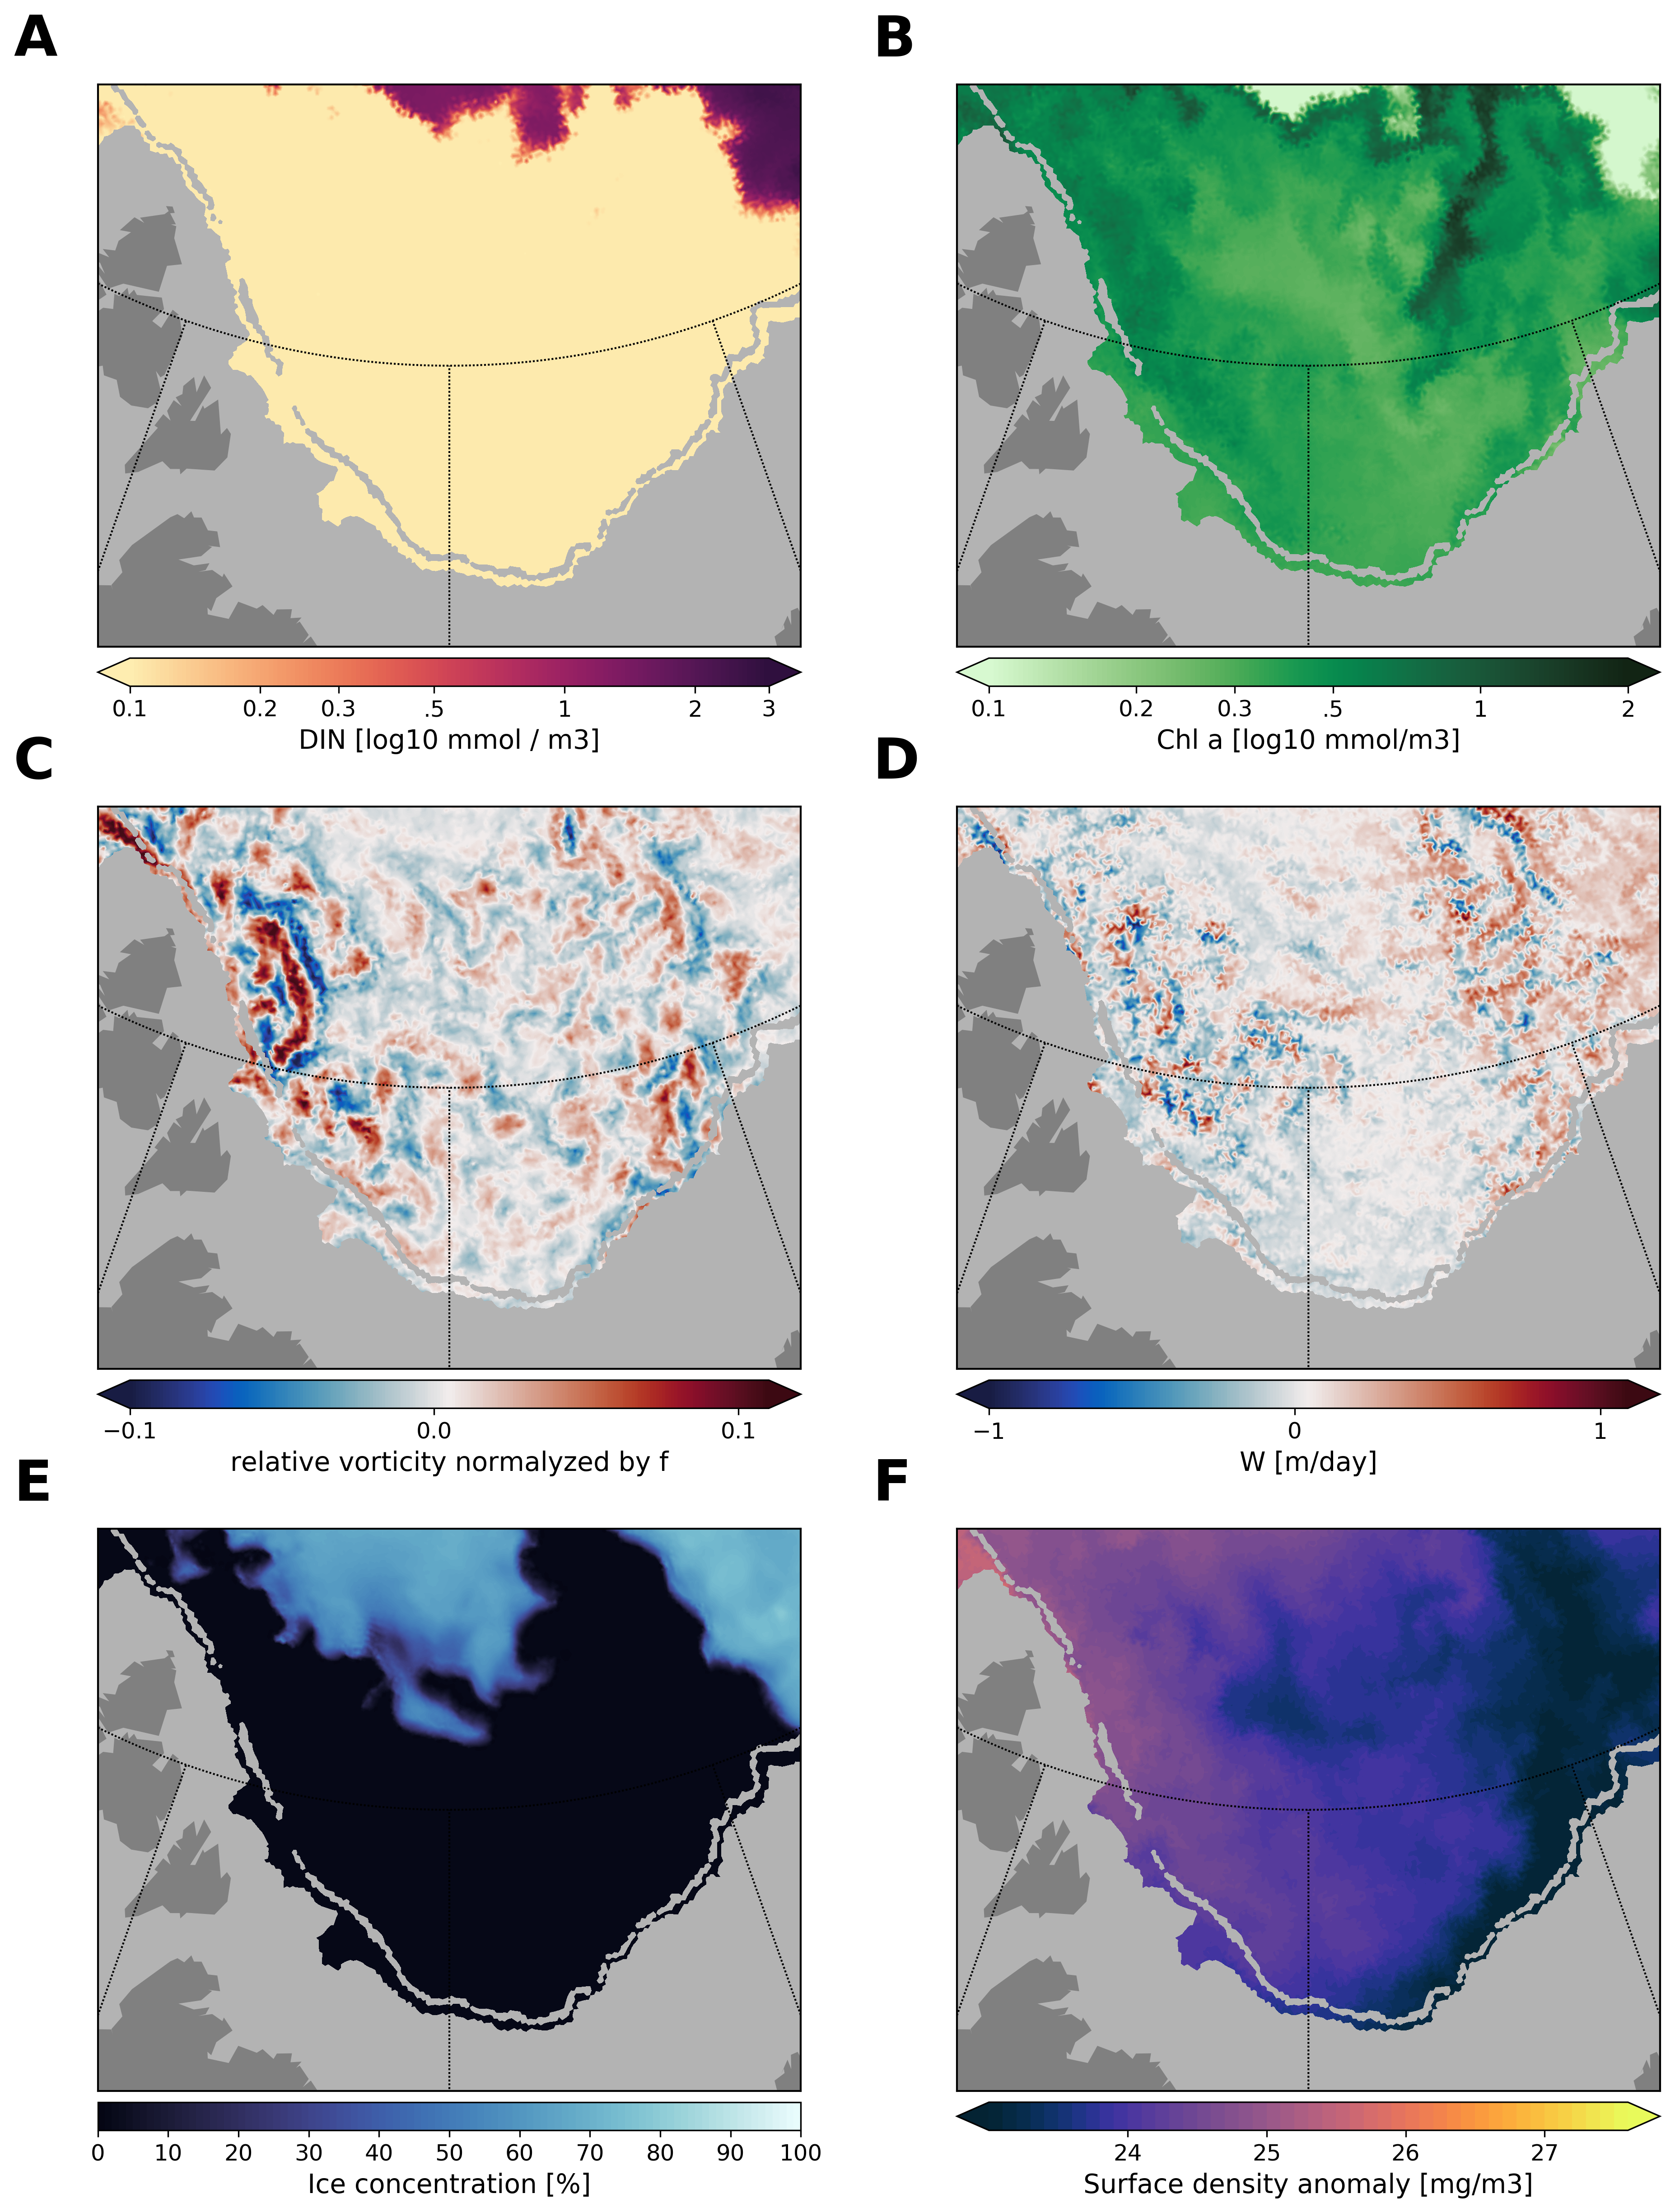 A
B
0.1 0.2 0.3 .5 1 2 3
DIN [log10 mmol / m3]
0.1 0.2 0.3 .5 1 2
Chl a [log10 mmol/m3]
C
D
−0.1 0.0 0.1
relative vorticity normalyzed by f
−1 0 1
W [m/day]
E
F
0 10 20 30 40 50 60 70 80 90 100
Ice concentration [%]
24 25 26 27
Surface density anomaly [mg/m3]